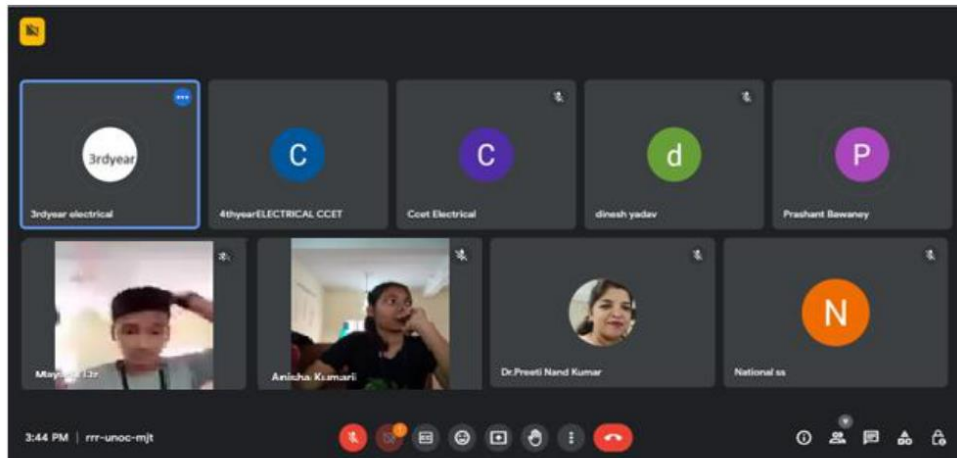 3rdyear
3rdyear electrical
C
4thyearELECTRICAL CCET
C
Ccet Electrical
d
dinesh yadav
P
Prashant Bawaney
Anisha Kumarii
Dr.Preeti Nand Kumar
N
National ss
3:44 PM | rrr-unoc-mjt